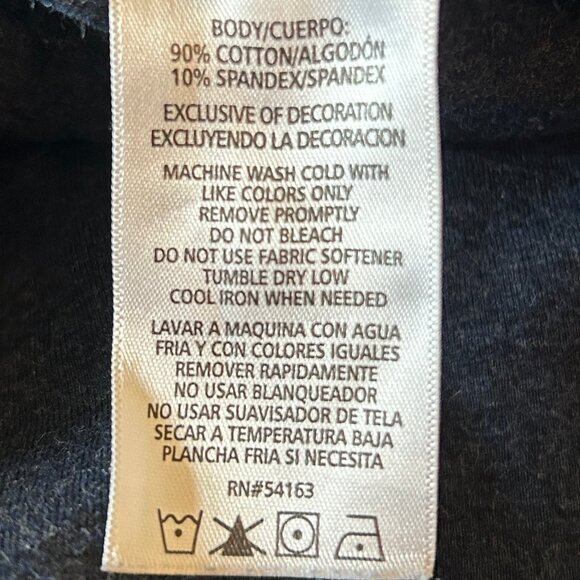 BODY/CUERPO:
90% COTTON/ALGODÓN
10% SPANDEX/SPANDEX
EXCLUSIVE OF DECORATION
EXCLUYENDO LA DECORACION
MACHINE WASH COLD WITH
LIKE COLORS ONLY
REMOVE PROMPTLY
DO NOT BLEACH
DO NOT USE FABRIC SOFTENER
TUMBLE DRY LOW
COOL IRON WHEN NEEDED
LAVAR A MAQUINA CON AGUA
FRIA Y CON COLORES IGUALES
REMOVER RAPIDAMENTE
NO USAR BLANQUEADOR
NO USAR SUAVISADOR DE TELA
SECAR A TEMPERATURA BAJA
PLANCHA FRIA SI NECESITA
RN#54163